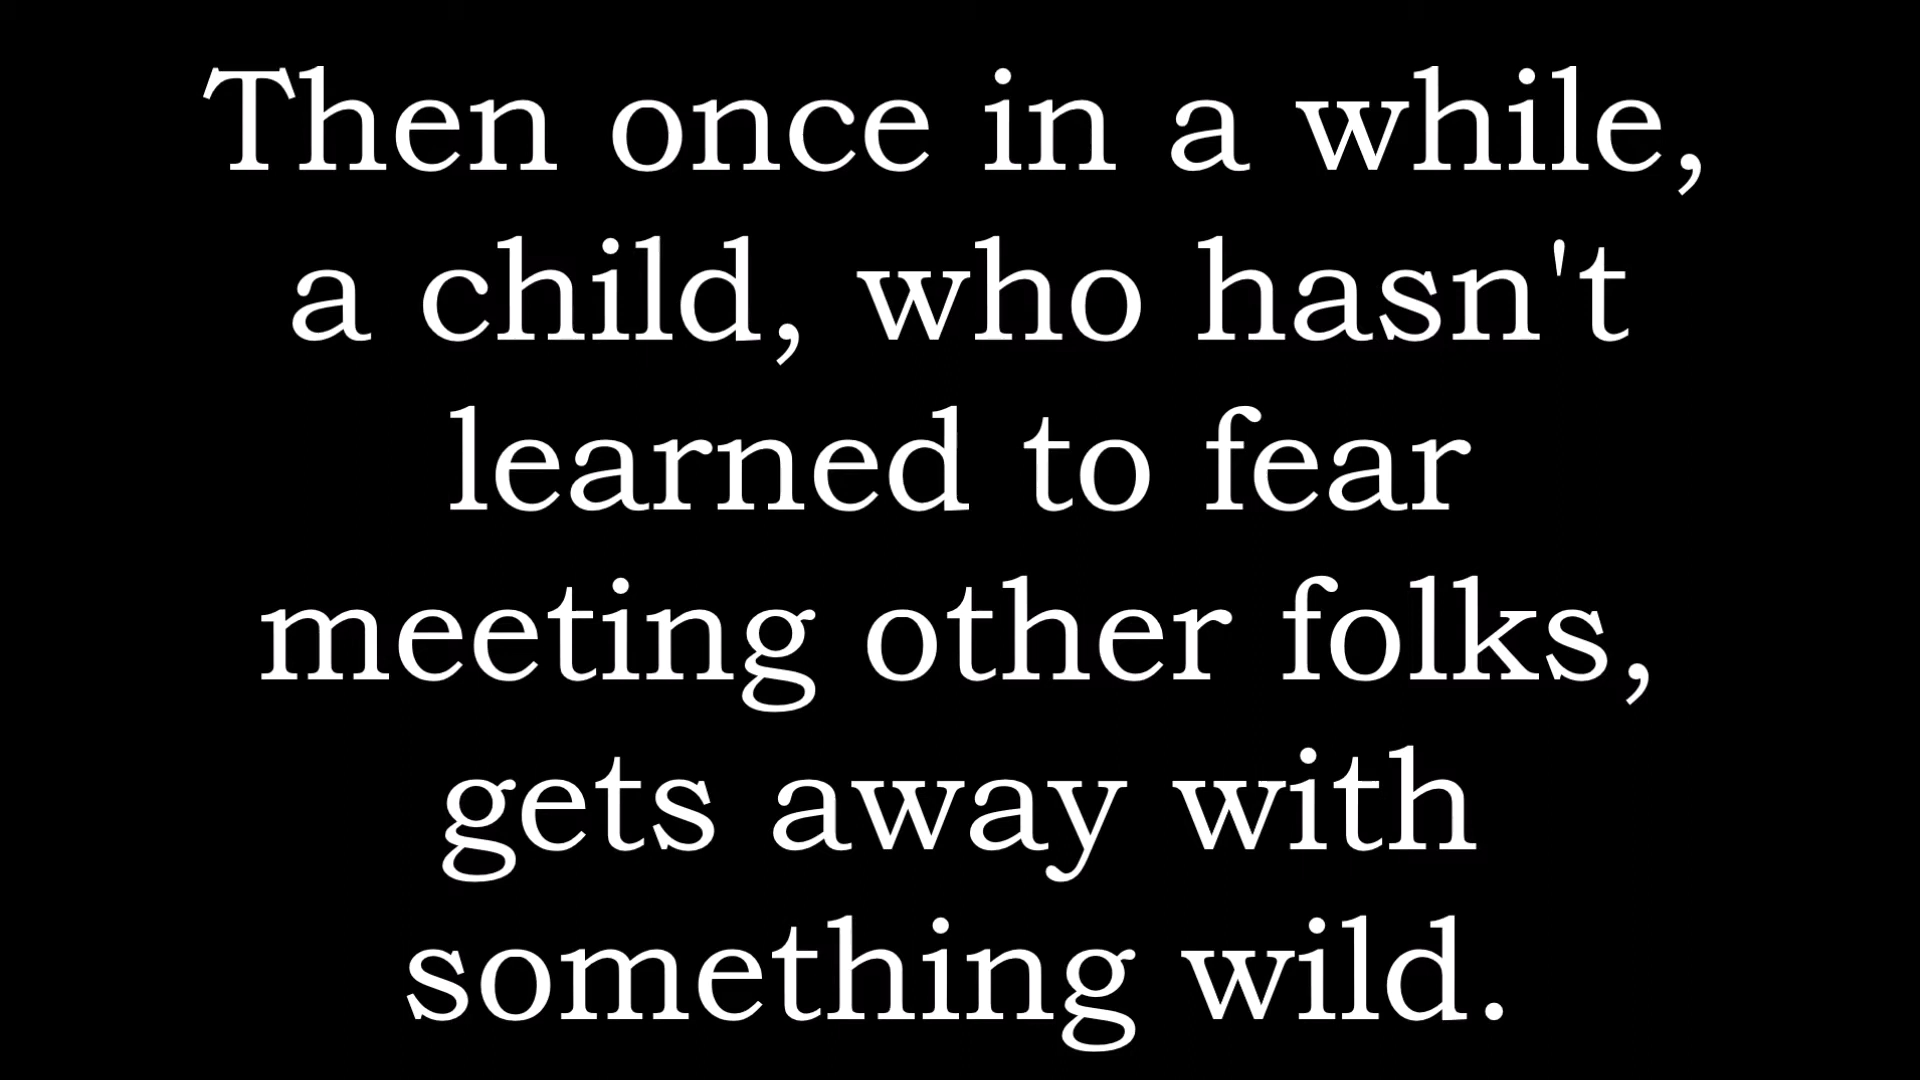 Then once in a while,
a child, who hasn't
learned to fear
meeting other folks,
gets away with
something wild.